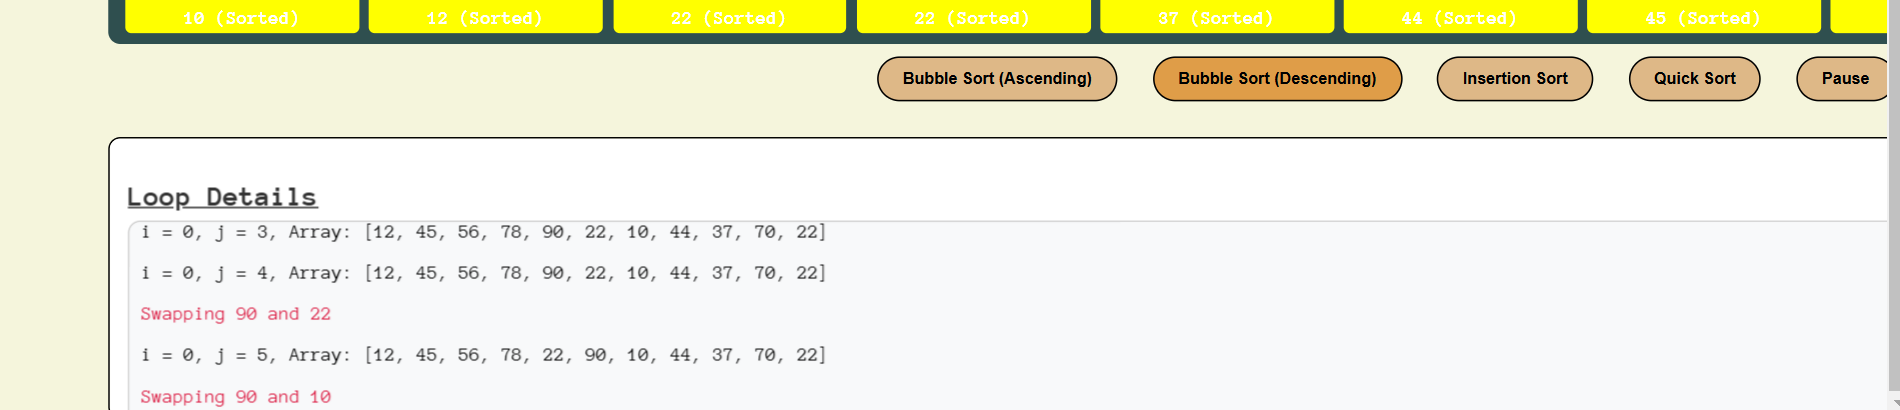 10 (Sorted) 12 (Sorted) 22 (Sorted) 22 (Sorted) 37 (Sorted) 44 (Sorted) 45 (Sorted)
Bubble Sort (Ascending) Bubble Sort (Descending) Insertion Sort Quick Sort Pause
Loop Details
i = 0, j = 3, Array: [12, 45, 56, 78, 90, 22, 10, 44, 37, 70, 22]
i = 0, j = 4, Array: [12, 45, 56, 78, 90, 22, 10, 44, 37, 70, 22]
Swapping 90 and 22
i = 0, j = 5, Array: [12, 45, 56, 78, 22, 90, 10, 44, 37, 70, 22]
Swapping 90 and 10